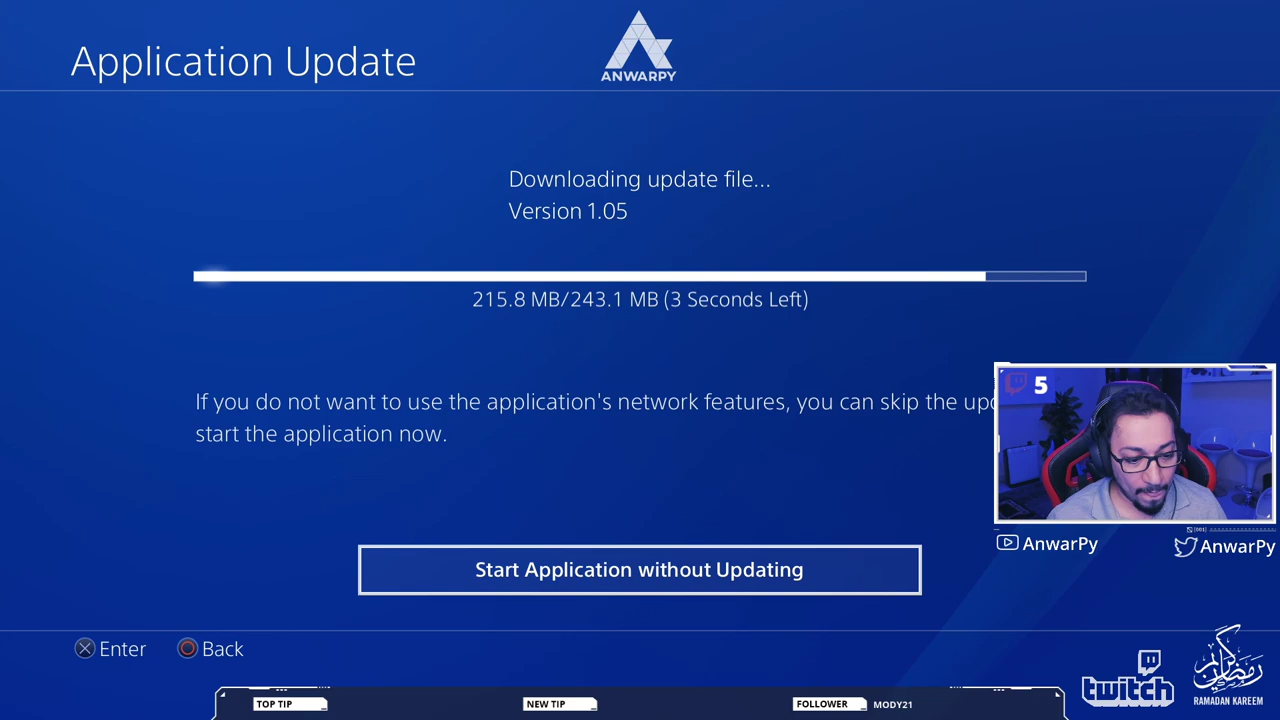 Application Update
ANWARPY
Downloading update file...
Version 1.05
215.8 MB/243.1 MB (3 Seconds Left)
If you do not want to use the application's network features, you can skip the
start the application now.
5
AnwarPy
AnwarPy
Start Application without Updating
Enter
Back
twitch
رمضان كريم
RAMADAN KAREEM
TOP TIP
NEW TIP
FOLLOWER
MODY21